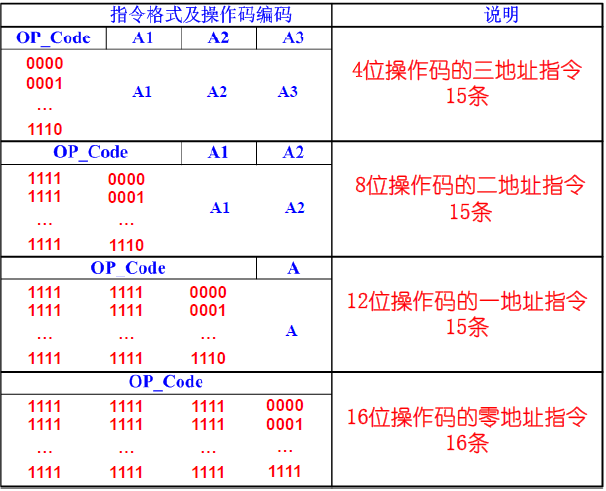 指令格式及操作码编码 说明
OP_Code A1 A2 A3
0000
0001
A1 A2 A3
...
1110
4位操作码的三地址指令
15条
OP_Code A1 A2
1111 0000
1111 0001
A1 A2
... ...
1111 1110
8位操作码的二地址指令
15条
OP_Code A
1111 1111 0000
1111 1111 0001
... ... ... A
1111 1111 1110
12位操作码的一地址指令
15条
OP_Code
1111 1111 1111 0000
1111 1111 1111 0001
... ... ... ...
1111 1111 1111 1111
16位操作码的零地址指令
16条